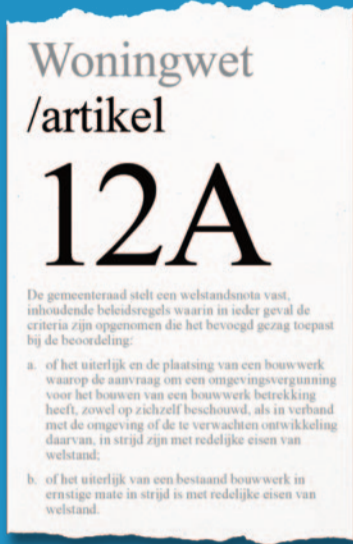 Woningwet
/artikel
12A
De gemeenteraad stelt een welstandsnota vast,
inhoudende beleidsregels waarin in ieder geval de
criteria zijn opgenomen die het bevoegd gezag toepast
bij de beoordeling:
a. of het uiterlijk en de plaatsing van een bouwwerk
waarop de aanvraag om een omgevingsvergunning
voor het bouwen van een bouwwerk betrekking
heeft, zowel op zichzelf beschouwd, als in verband
met de omgeving of de te verwachten ontwikkeling
daarvan, in strijd zijn met redelijke eisen van
welstand;
b. of het uiterlijk van een bestaand bouwwerk in
ernstige mate in strijd is met redelijke eisen van
welstand.